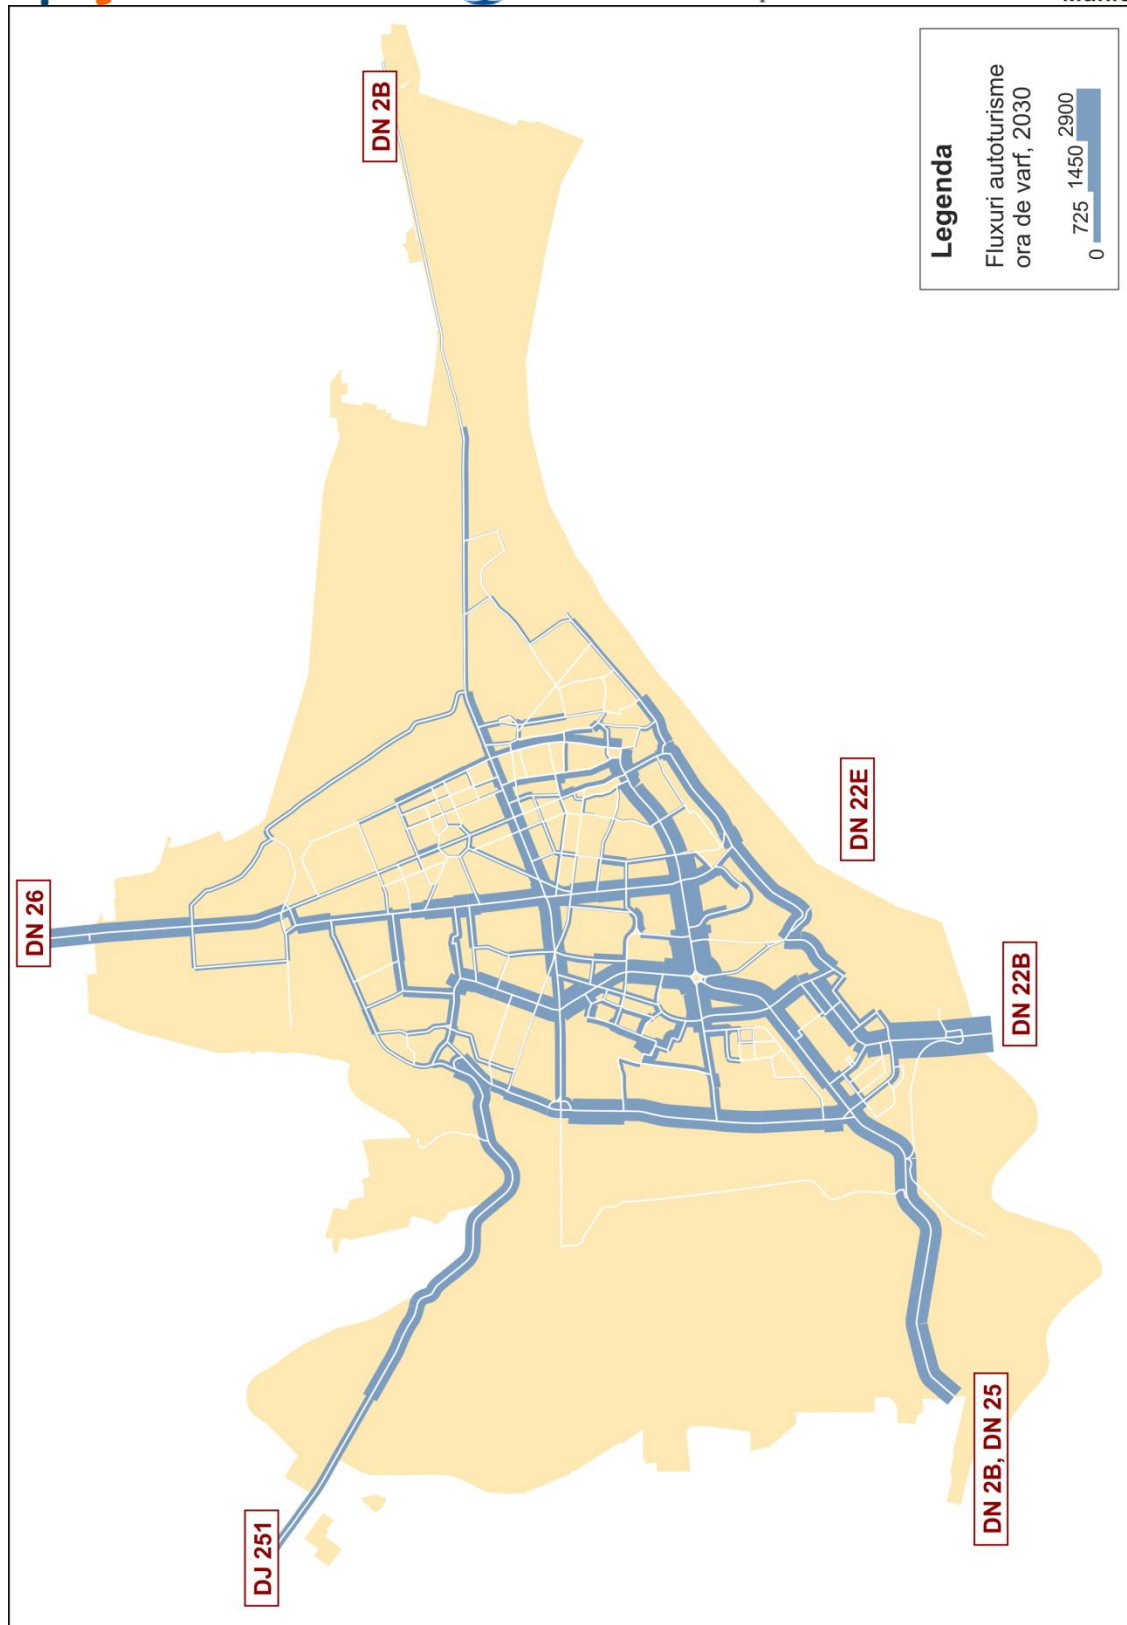 DN 2B
Legenda
Fluxuri autoturisme
ora de varf, 2030
0 725 1450 2900
DN 26
DN 22E
DN 22B
DN 2B, DN 25
DJ 251